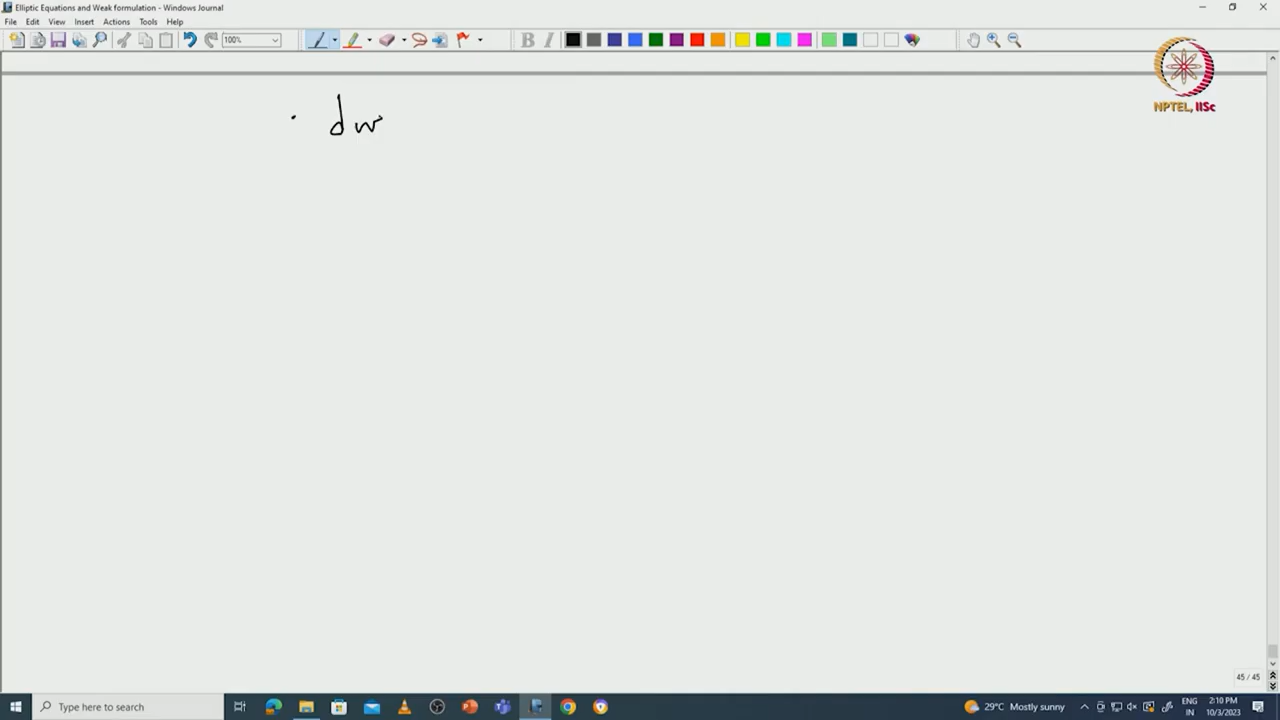 Elliptic Equations and Weak formulation - Windows Journal
File Edit View Insert Actions Tools Help
100%
B I
NPTEL, IISc
· dw
45 / 45
Type here to search
29°C Mostly sunny
ENG
IN
2:10 PM
10/3/2023